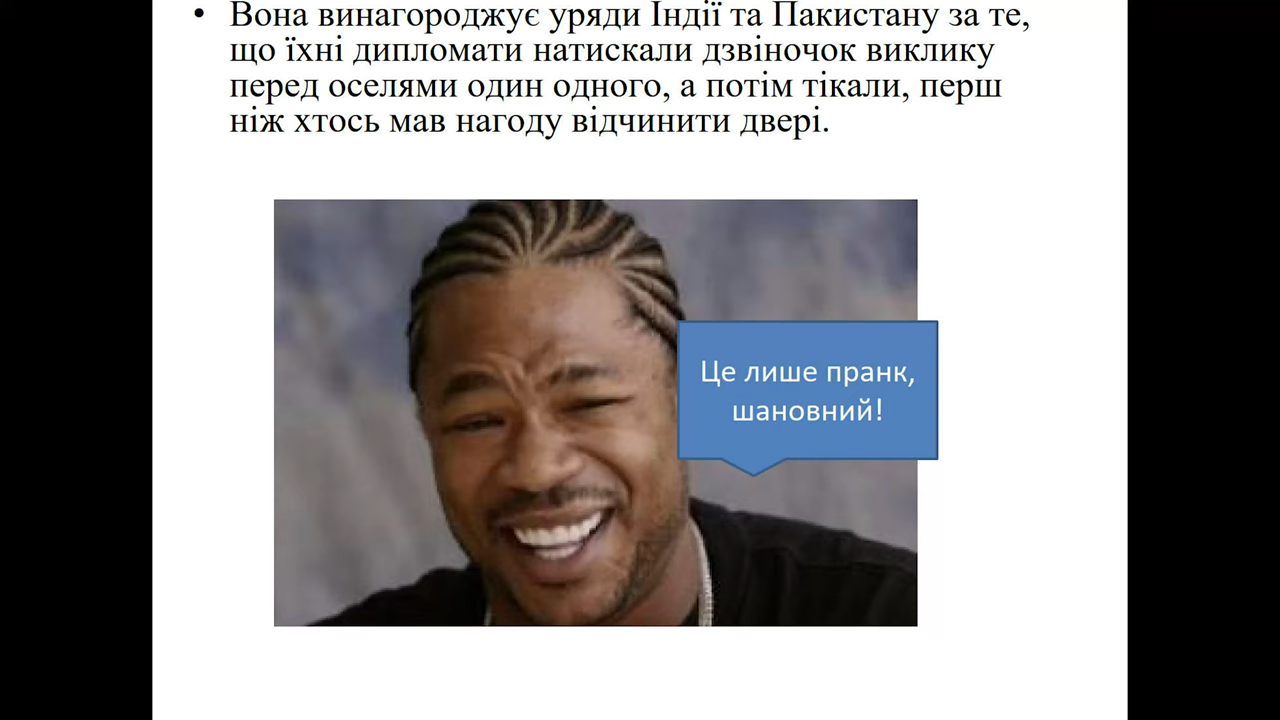 • Вона винагороджує уряди Індії та Пакистану за те,
що їхні дипломати натискали дзвіночок виклику
перед оселями один одного, а потім тікали, перш
ніж хтось мав нагоду відчинити двері.
Це лише пранк,
шановний!